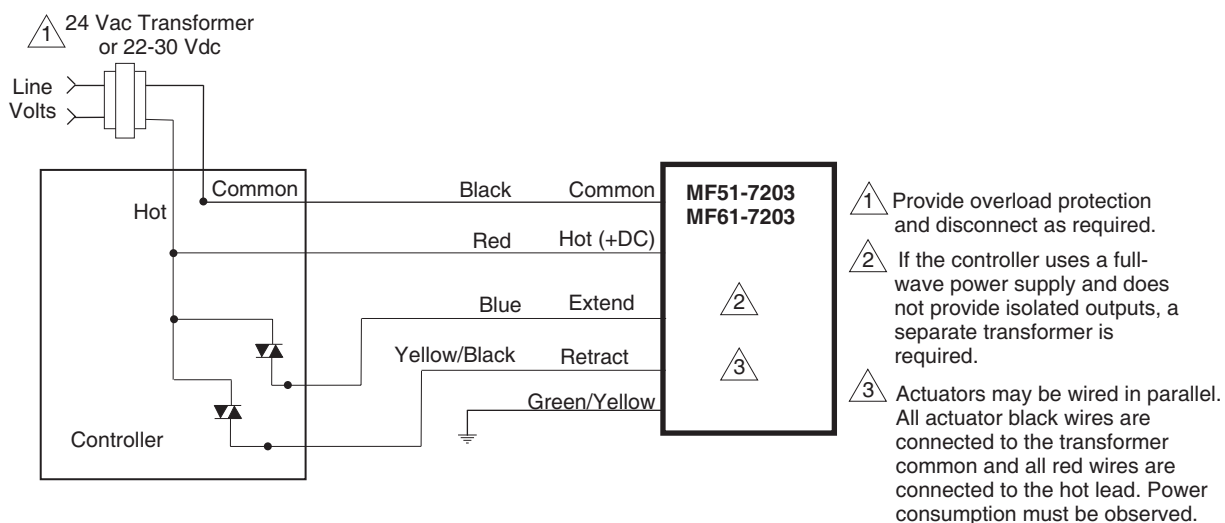 1
24 Vac Transformer
or 22-30 Vdc
Line
Volts
Common
Hot
Controller
Black
Common
Red
Hot (+DC)
Blue
Extend
Yellow/Black
Retract
Green/Yellow
MF51-7203
MF61-7203
2
3
1 Provide overload protection
and disconnect as required.
2 If the controller uses a full-
wave power supply and does
not provide isolated outputs, a
separate transformer is
required.
3 Actuators may be wired in parallel.
All actuator black wires are
connected to the transformer
common and all red wires are
connected to the hot lead. Power
consumption must be observed.